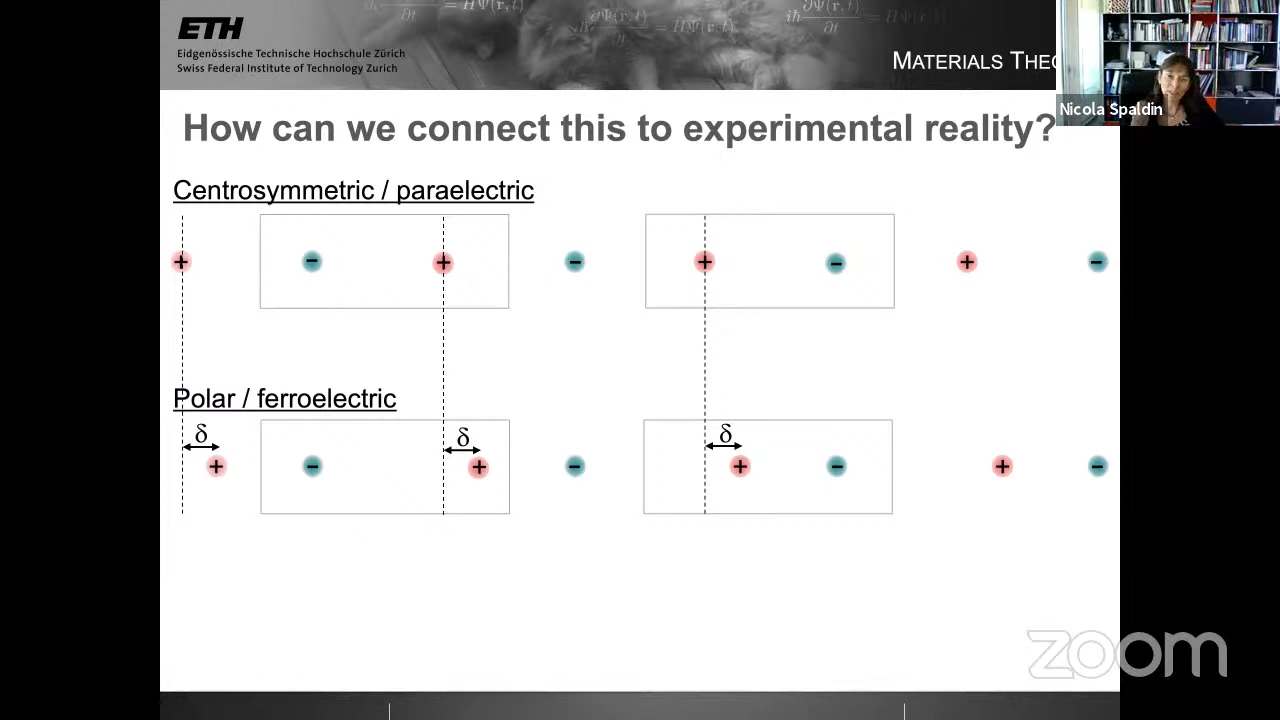 ETH
Eidgenössische Technische Hochschule Zürich
Swiss Federal Institute of Technology Zurich
MATERIALS
Nicola Spaldin
How can we connect this to experimental reality?
Centrosymmetric / paraelectric
+ − + − + − + −
Polar / ferroelectric
δ δ δ
+ − + − + − + −
zoom